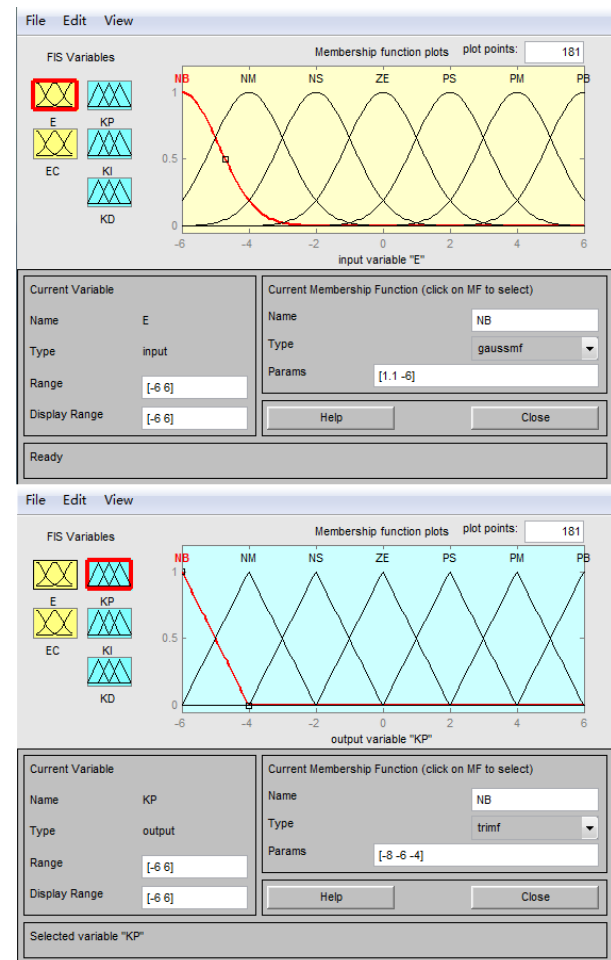 File Edit View
FIS Variables
Membership function plots plot points: 181
NB NM NS ZE PS PM PB
1
E KP
0.5
EC KI
KD
0
-6 -4 -2 0 2 4 6
input variable "E"
Current Variable
Current Membership Function (click on MF to select)
Name E
Name NB
Type input
Type gaussmf
Params [1.1 -6]
Range [-6 6]
Display Range [-6 6]
Help Close
Ready
File Edit View
FIS Variables
Membership function plots plot points: 181
NB NM NS ZE PS PM PB
1
E KP
0.5
EC KI
KD
0
-6 -4 -2 0 2 4 6
output variable "KP"
Current Variable
Current Membership Function (click on MF to select)
Name KP
Name NB
Type output
Type trimf
Params [-8 -6 -4]
Range [-6 6]
Display Range [-6 6]
Help Close
Selected variable "KP"